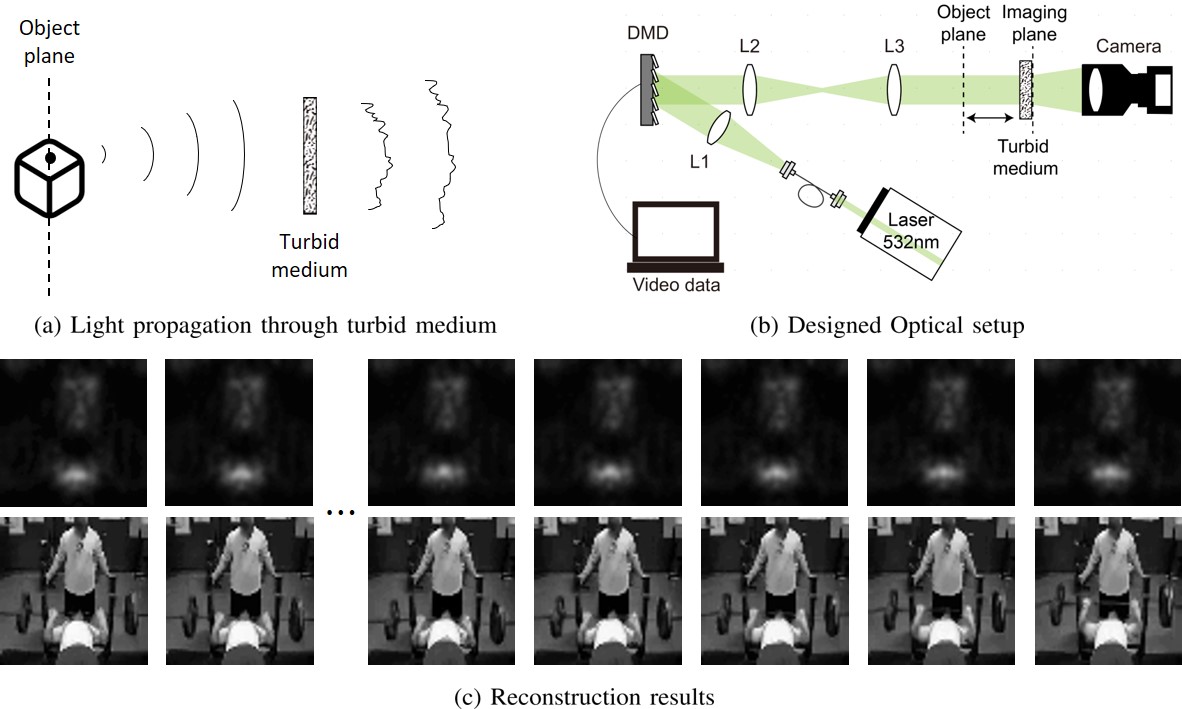 Object
plane
Turbid
medium
(a) Light propagation through turbid medium
DMD
L2
L3
Object
plane
Imaging
plane
Camera
L1
Turbid
medium
Laser
532nm
Video data
(b) Designed Optical setup
...
(c) Reconstruction results